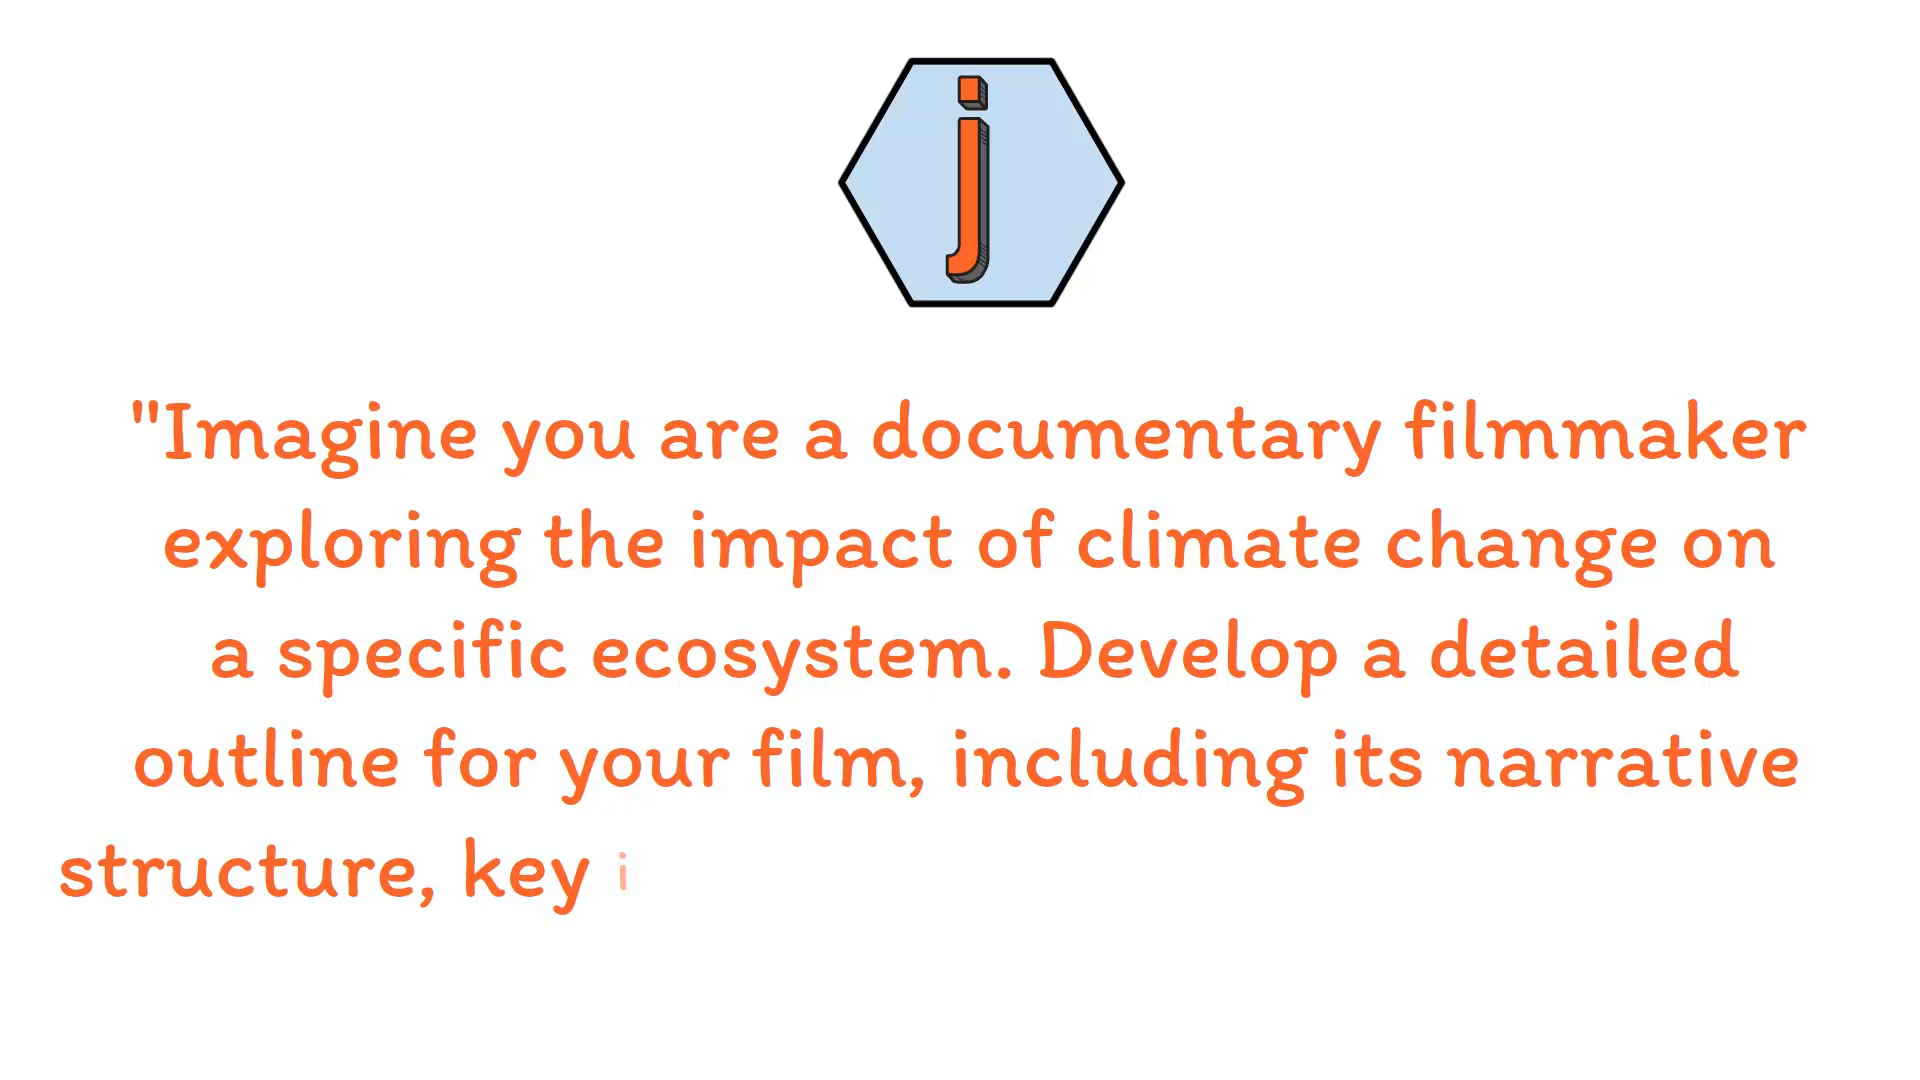 j
"Imagine you are a documentary filmmaker
exploring the impact of climate change on
a specific ecosystem. Develop a detailed
outline for your film, including its narrative
structure, key i